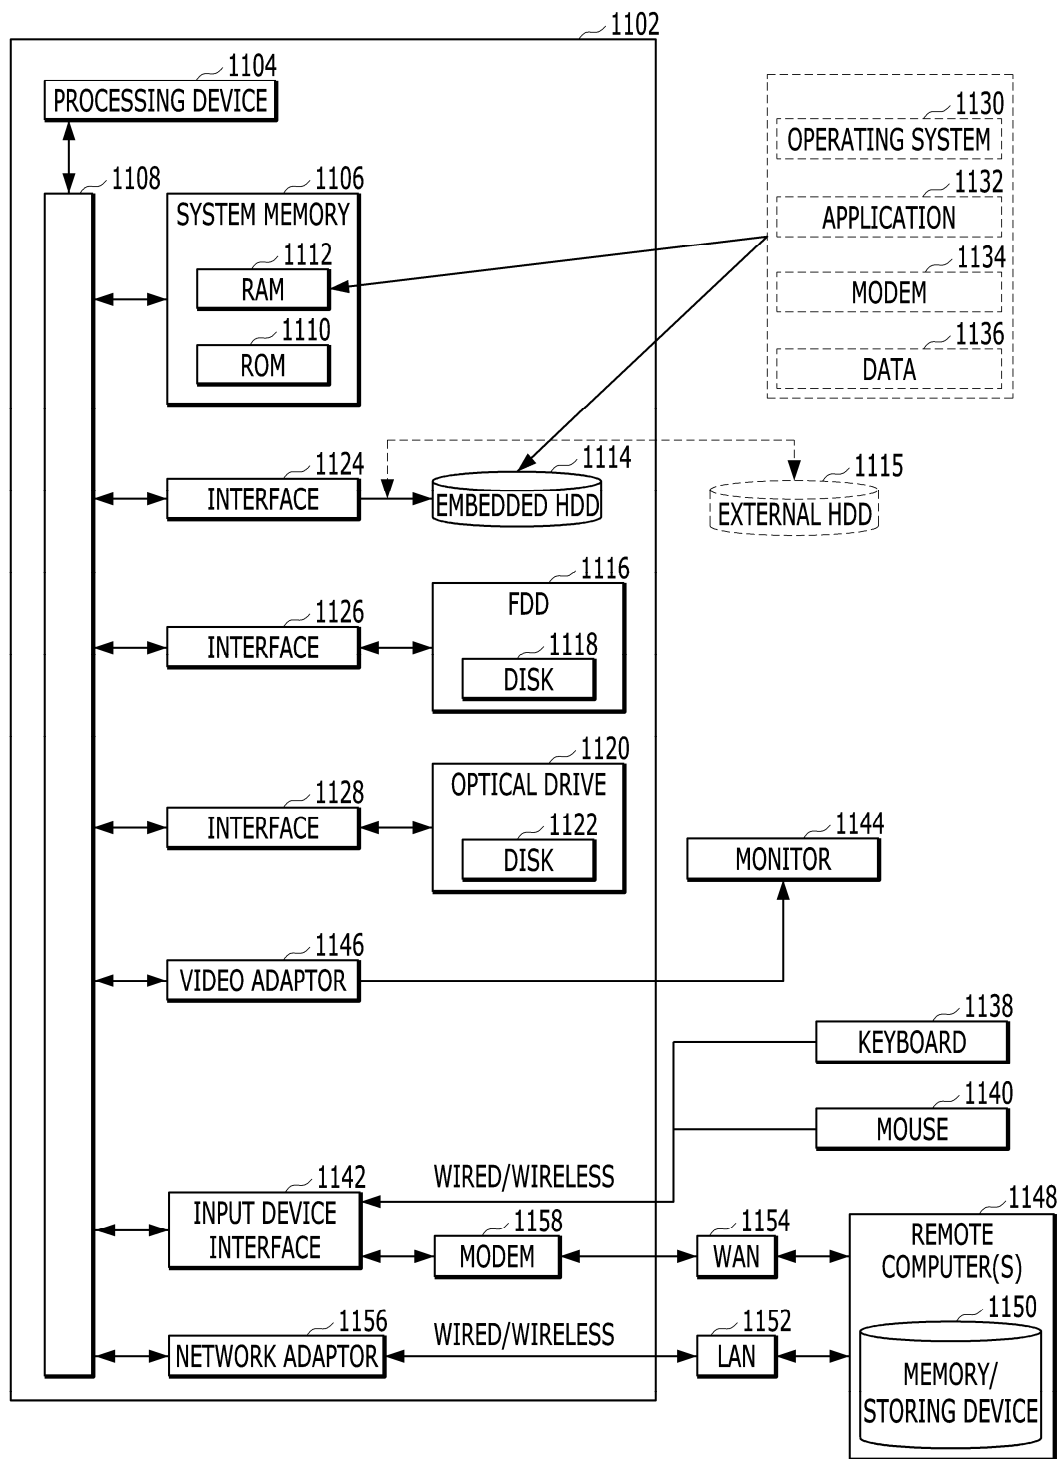 1102
1104
PROCESSING DEVICE
1108
1106
SYSTEM MEMORY
1112
RAM
1110
ROM
1130
OPERATING SYSTEM
1132
APPLICATION
1134
MODEM
1136
DATA
1124
INTERFACE
1114
EMBEDDED HDD
1115
EXTERNAL HDD
1126
INTERFACE
1116
FDD
1118
DISK
1128
INTERFACE
1120
OPTICAL DRIVE
1122
DISK
1144
MONITOR
1146
VIDEO ADAPTOR
1138
KEYBOARD
1140
MOUSE
WIRED/WIRELESS
1142
INPUT DEVICE
INTERFACE
1158
MODEM
1154
WAN
1148
REMOTE
COMPUTER(S)
1156
NETWORK ADAPTOR
WIRED/WIRELESS
1152
LAN
1150
MEMORY/
STORING DEVICE